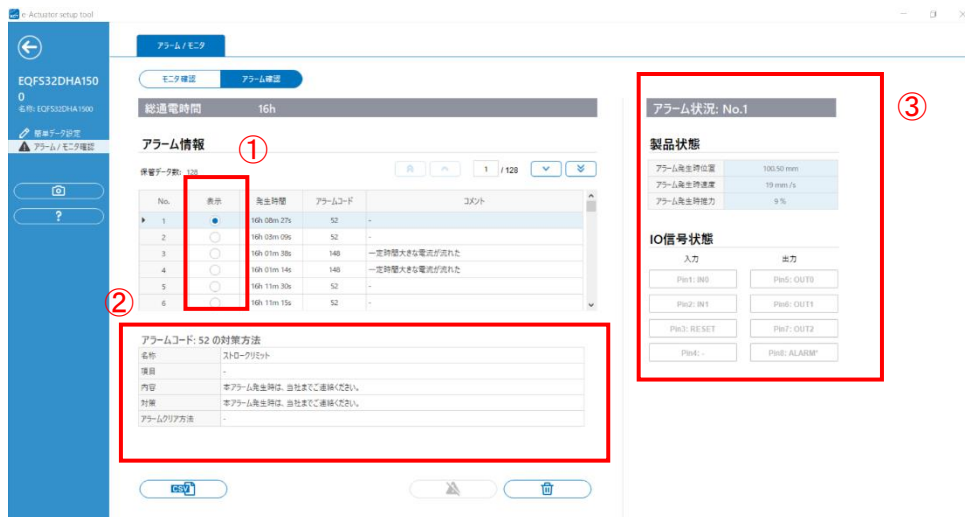 e-Actuator setup tool
EQFS32DHA150
0
名称: EQFS32DHA1500
簡単データ設定
アラーム / モニタ確認
?
アラーム / モニタ
モニタ確認
アラーム確認
総通電時間 16h
アラーム情報
①
保管データ数: 128
1 / 128
No. 表示 発生時間 アラームコード コメント
1 16h 08m 27s 52 -
2 16h 03m 09s 52 -
3 16h 01m 38s 148 一定時間大きな電流が流れた
4 16h 01m 14s 148 一定時間大きな電流が流れた
5 16h 11m 30s 52 -
6 16h 11m 15s 52 -
②
アラームコード: 52 の対策方法
名称 ストロークリミット
項目 -
内容 本アラーム発生時は、当社までご連絡ください。
対策 本アラーム発生時は、当社までご連絡ください。
アラームクリア方法 -
CSV
アラーム状況: No.1
③
製品状態
アラーム発生時位置 100.50 mm
アラーム発生時速度 19 mm/s
アラーム発生時推力 9 %
IO信号状態
入力 出力
Pin1: IN0 Pin5: OUT0
Pin2: IN1 Pin6: OUT1
Pin3: RESET Pin7: OUT2
Pin4: - Pin8: ALARM*